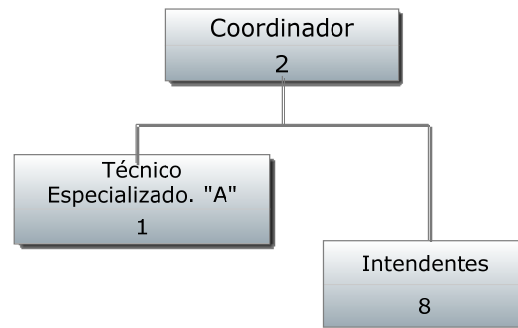 Coordinador
2
Técnico
Especializado. "A"
1
Intendentes
8